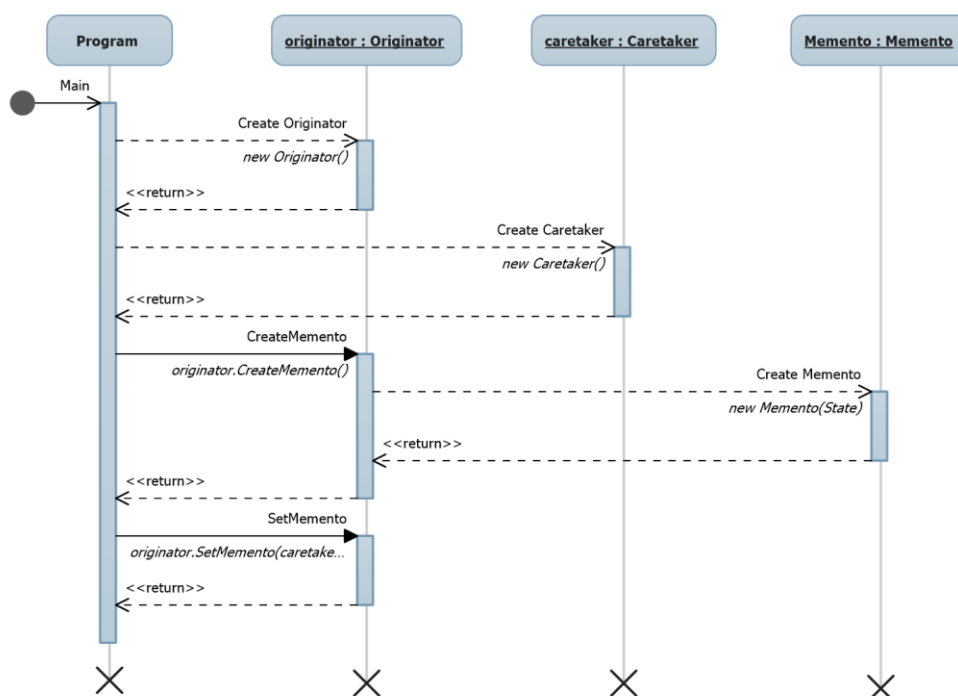 Program
originator : Originator
caretaker : Caretaker
Memento : Memento
Main
Create Originator
new Originator()
<<return>>
Create Caretaker
new Caretaker()
<<return>>
CreateMemento
originator.CreateMemento()
Create Memento
new Memento(State)
<<return>>
<<return>>
SetMemento
originator.SetMemento(caretake...
<<return>>